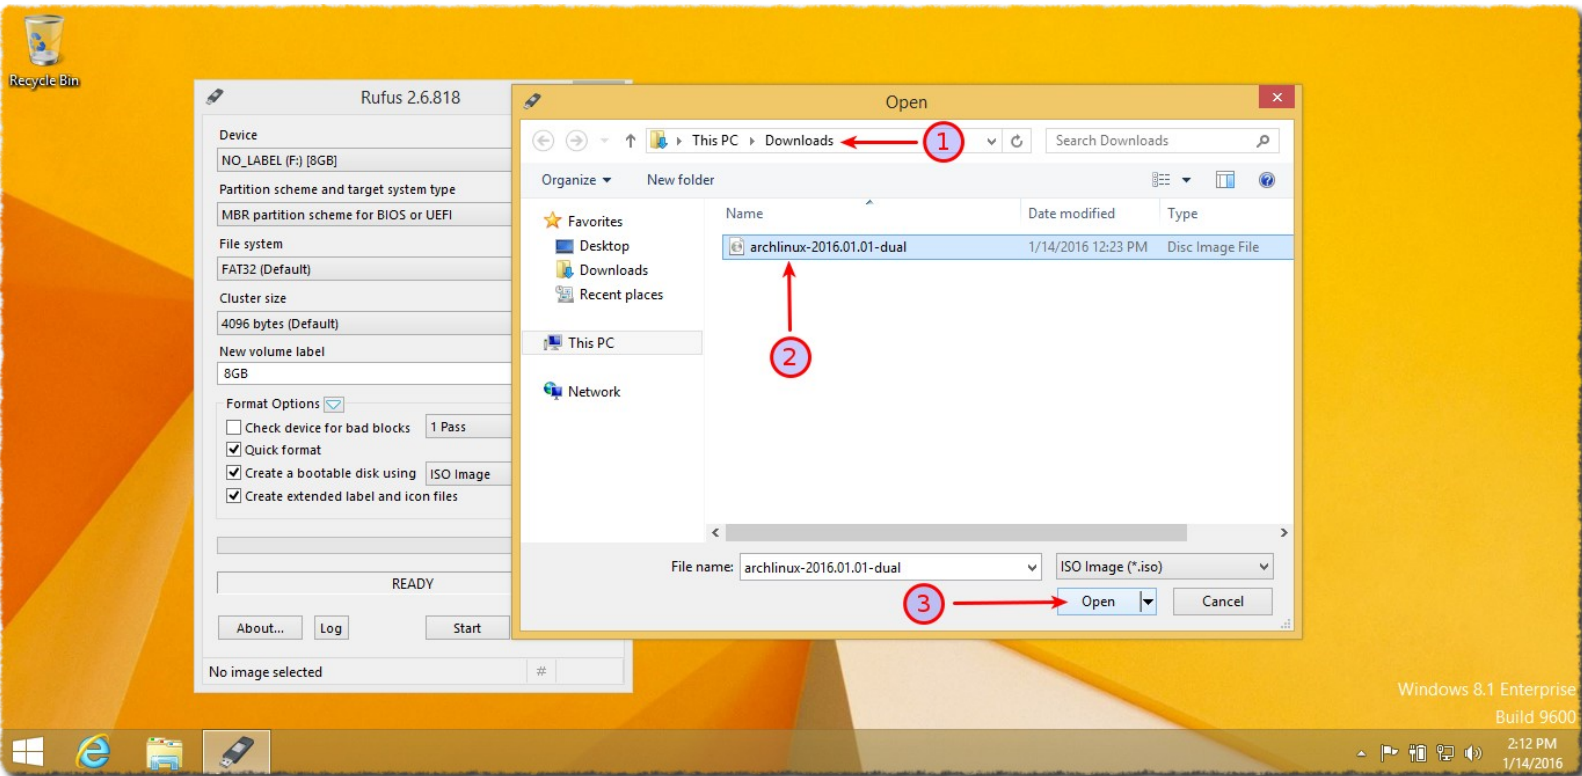 Recycle Bin
Rufus 2.6.818
Device
NO_LABEL (F:) [8GB]
Partition scheme and target system type
MBR partition scheme for BIOS or UEFI
File system
FAT32 (Default)
Cluster size
4096 bytes (Default)
New volume label
8GB
Format Options
Check device for bad blocks 1 Pass
Quick format
Create a bootable disk using ISO Image
Create extended label and icon files
READY
About... Log Start
No image selected #
Open
This PC Downloads 1 Search Downloads
Organize New folder
Favorites
Desktop
Downloads
Recent places
This PC
Network
Name Date modified Type
archlinux-2016.01.01-dual 1/14/2016 12:23 PM Disc Image File
2
File name: archlinux-2016.01.01-dual ISO Image (*.iso)
3 Open Cancel
Windows 8.1 Enterprise
Build 9600
2:12 PM
1/14/2016